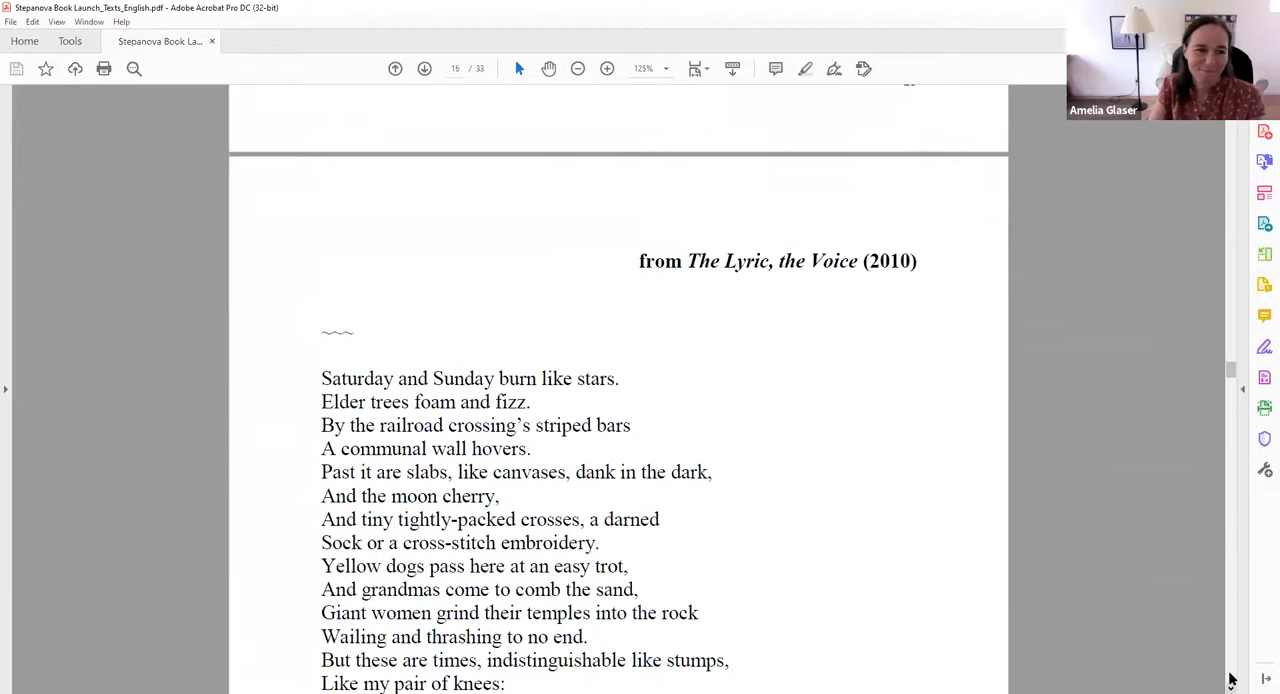 Stepanova Book Launch_Texts_English.pdf - Adobe Acrobat Pro DC (32-bit)
File Edit View Window Help
Home Tools Stepanova Book La... ×
16 / 33 125%
Amelia Glaser
from The Lyric, the Voice (2010)
~~~
Saturday and Sunday burn like stars.
Elder trees foam and fizz.
By the railroad crossing’s striped bars
A communal wall hovers.
Past it are slabs, like canvases, dank in the dark,
And the moon cherry,
And tiny tightly-packed crosses, a darned
Sock or a cross-stitch embroidery.
Yellow dogs pass here at an easy trot,
And grandmas come to comb the sand,
Giant women grind their temples into the rock
Wailing and thrashing to no end.
But these are times, indistinguishable like stumps,
Like my pair of knees: